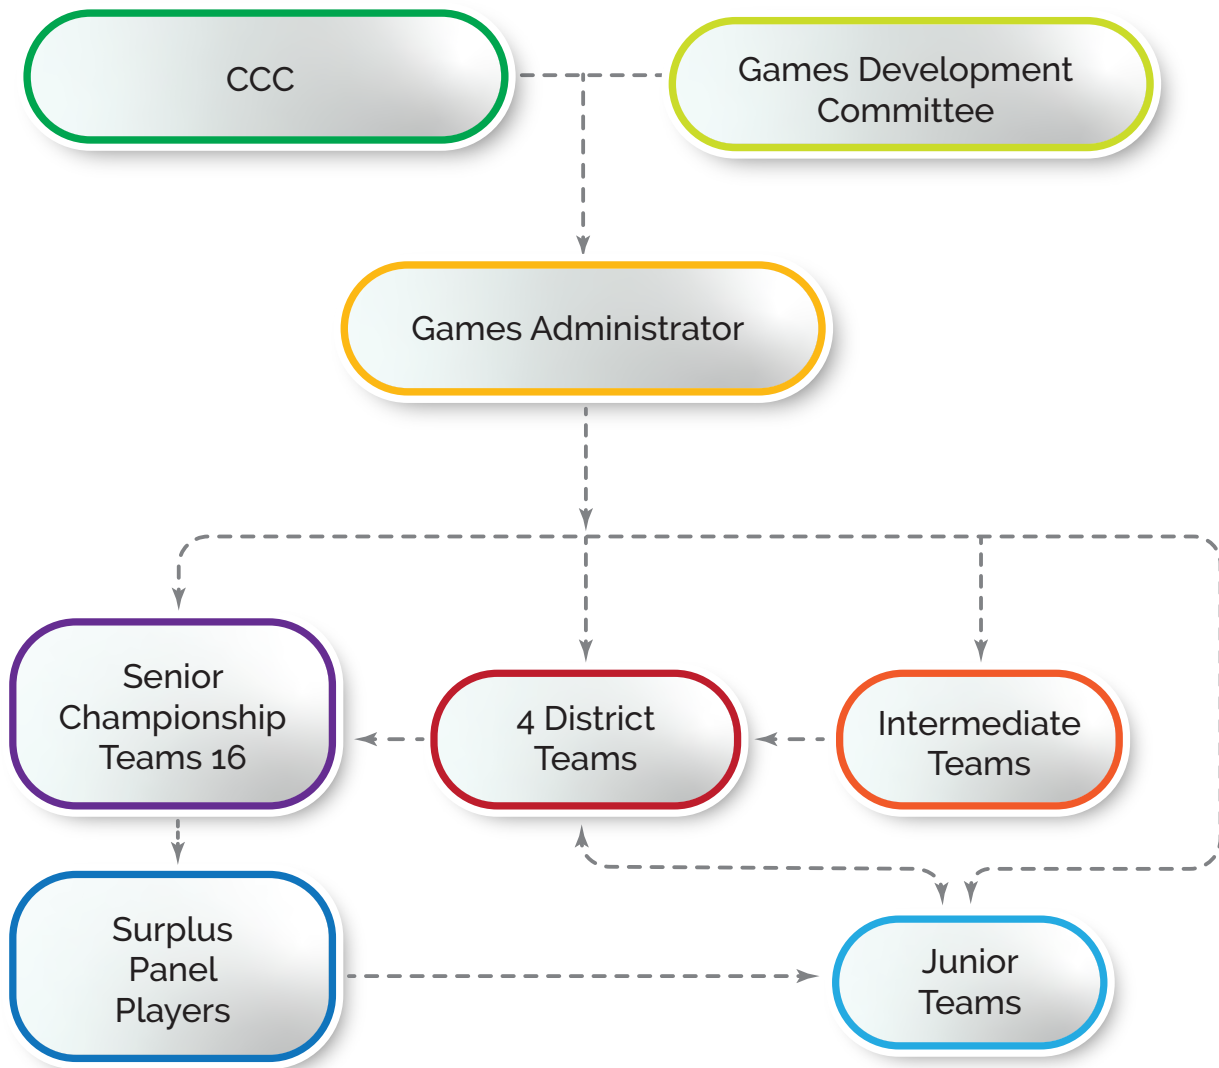 CCC
Games Development
Committee
Games Administrator
Senior
Championship
Teams 16
4 District
Teams
Intermediate
Teams
Surplus
Panel
Players
Junior
Teams